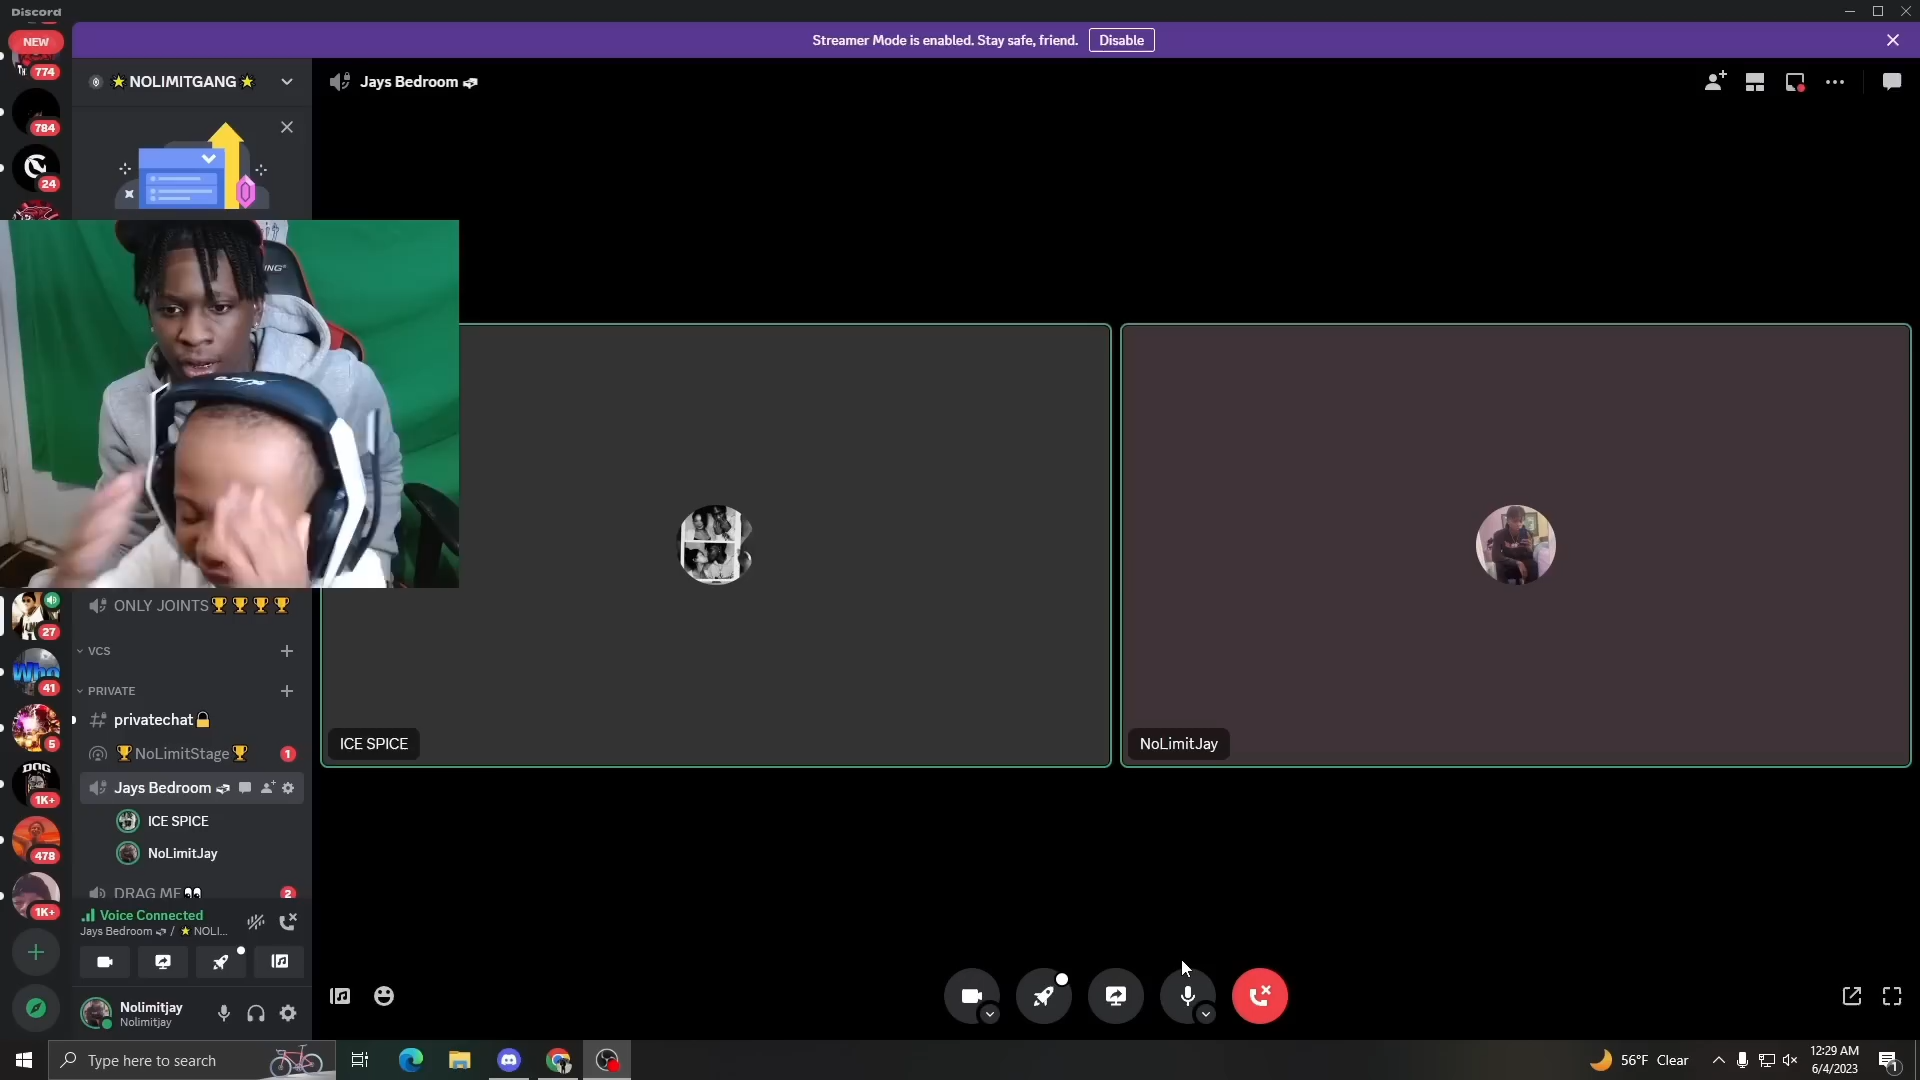 Discord
NEW
Streamer Mode is enabled. Stay safe, friend.
Disable
774
784
24
⭐ NOLIMITGANG ⭐
Jays Bedroom
ONLY JOINTS🏆🏆🏆🏆
27
VCS
Who
41
PRIVATE
privatechat🔒
5
🏆NoLimitStage🏆
1
DOG
1K+
Jays Bedroom
ICE SPICE
NoLimitJay
478
DRAG ME👀
2
1K+
Voice Connected
Jays Bedroom / ⭐ NOLI...
Nolimitjay
Nolimitjay
ICE SPICE
NoLimitJay
Type here to search
56°F Clear
12:29 AM
6/4/2023
1